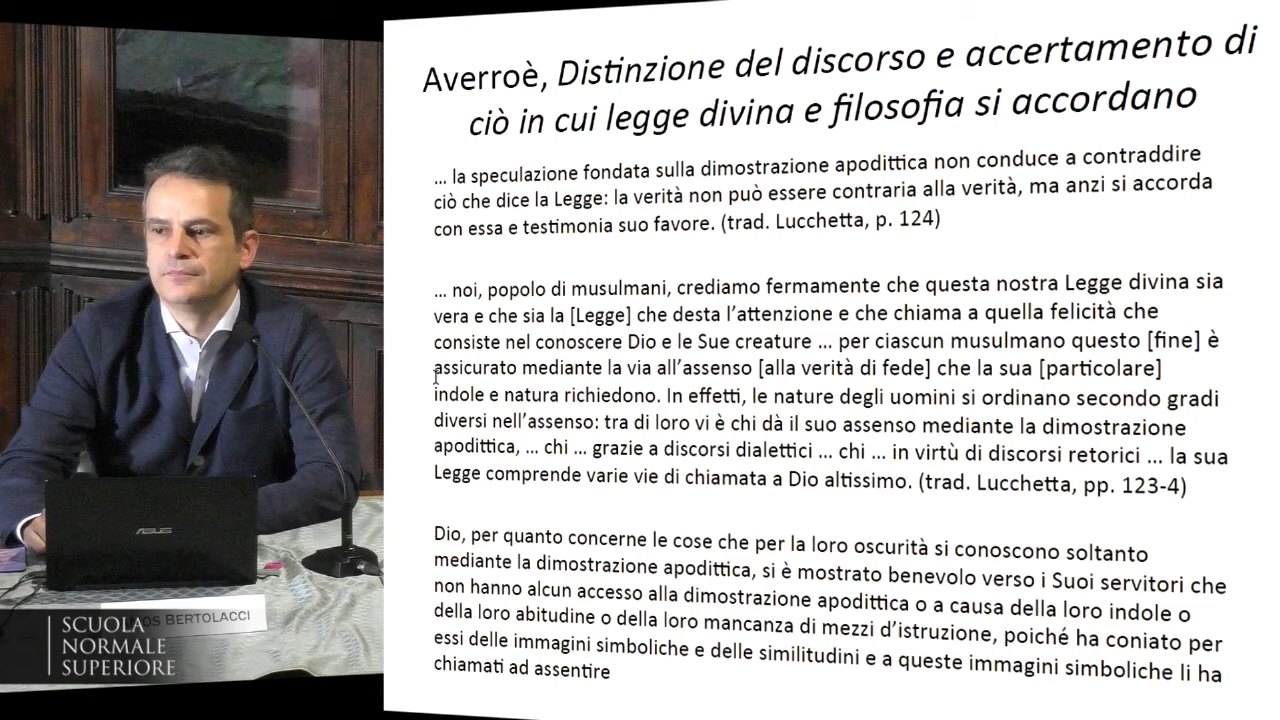 Averroè, Distinzione del discorso e accertamento di
ciò in cui legge divina e filosofia si accordano
... la speculazione fondata sulla dimostrazione apodittica non conduce a contraddire
ciò che dice la Legge: la verità non può essere contraria alla verità, ma anzi si accorda
con essa e testimonia suo favore. (trad. Lucchetta, p. 124)
... noi, popolo di musulmani, crediamo fermamente che questa nostra Legge divina sia
vera e che sia la [Legge] che desta l'attenzione e che chiama a quella felicità che
consiste nel conoscere Dio e le Sue creature ... per ciascun musulmano questo [fine] è
assicurato mediante la via all'assenso [alla verità di fede] che la sua [particolare]
indole e natura richiedono. In effetti, le nature degli uomini si ordinano secondo gradi
diversi nell'assenso: tra di loro vi è chi dà il suo assenso mediante la dimostrazione
apodittica, ... chi ... grazie a discorsi dialettici ... chi ... in virtù di discorsi retorici ... la sua
Legge comprende varie vie di chiamata a Dio altissimo. (trad. Lucchetta, pp. 123-4)
Dio, per quanto concerne le cose che per la loro oscurità si conoscono soltanto
mediante la dimostrazione apodittica, si è mostrato benevolo verso i Suoi servitori che
non hanno alcun accesso alla dimostrazione apodittica o a causa della loro indole o
della loro abitudine o della loro mancanza di mezzi d'istruzione, poiché ha coniato per
essi delle immagini simboliche e delle similitudini e a queste immagini simboliche li ha
chiamati ad assentire
ASUS
BERTOLACCI
SCUOLA
NORMALE
SUPERIORE